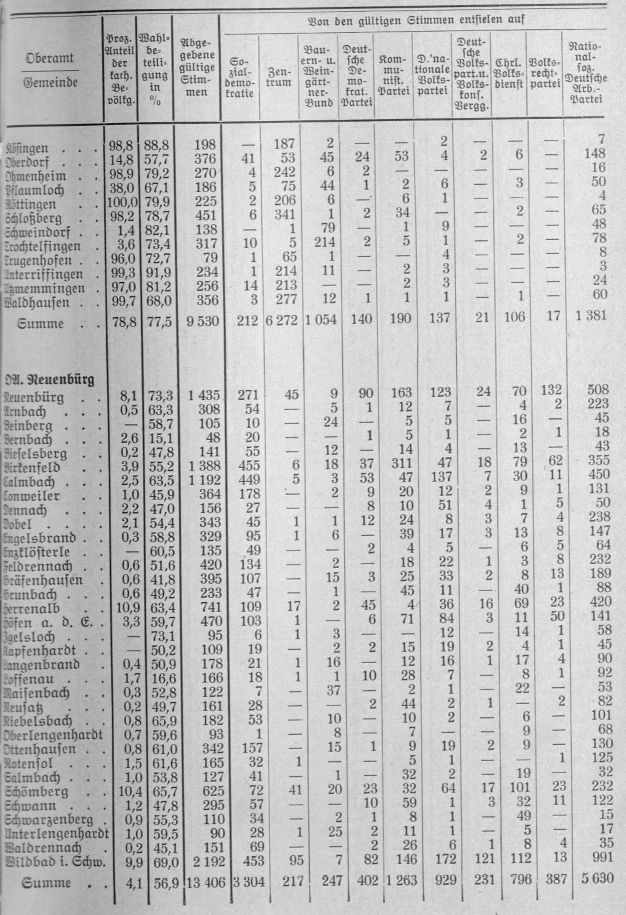 Oberamt
Gemeinde
Proz. Anteil der kath. Bevölkg.
Wahlbeteiligung in %
Abgegebene gültige Stimmen
Von den gültigen Stimmen entfielen auf
Sozialdemokratie
Zentrum
Bauern- u. Weingärtner-Bund
Deutsche Demokrat. Partei
Kommunist. Partei
D.'nationale Volkspartei
Deutsche Volkspart. u. Volkskons. Vergg.
Chrl. Volksdienst
Volksrechtpartei
National-soz. Deutsche Arb.-Partei
Kösingen . . . 98,8 88,8 198 — 187 2 — — 2 — — — 7
Oberdorf . . . 14,8 57,7 376 41 53 45 24 53 4 2 6 — 148
Ohmenheim . . . 98,9 79,2 270 4 242 6 2 — — — — — 16
Pflaumloch . . . 38,0 67,1 186 5 75 44 1 2 6 — 3 — 50
Röttingen . . . 100,0 79,9 225 2 206 6 — 6 1 — — — 4
Schloßberg . . . 98,2 78,7 451 6 341 1 2 34 — — 2 — 65
Schweindorf . . . 1,4 82,1 138 — 1 79 — 1 9 — — — 48
Trochtelfingen . . 3,6 73,4 317 10 5 214 2 5 1 — 2 — 78
Trugenhofen . . . 96,0 72,7 79 1 65 1 — — 4 — — — 8
Unterriffingen . . 99,3 91,9 234 1 214 11 — 2 3 — — — 3
Utzmemmingen . . 97,0 81,2 256 14 213 — — 2 3 — — — 24
Waldhausen . . 99,7 68,0 356 3 277 12 1 1 1 — 1 — 60
Summe . . 78,8 77,5 9 530 212 6 272 1 054 140 190 137 21 106 17 1 381
OA. Neuenbürg
Neuenbürg . . 8,1 73,3 1 435 271 45 9 90 163 123 24 70 132 508
Arnbach . . . 0,5 63,3 308 54 — 5 1 12 7 — 4 2 223
Beinberg . . . — 58,7 105 10 — 24 — 5 5 — 16 — 45
Bernbach . . . 2,6 15,1 48 20 — — 1 5 1 — 2 1 18
Bieselsberg . . 0,2 47,8 141 55 — 12 — 14 4 — 13 — 43
Birkenfeld . . 3,9 55,2 1 388 455 6 18 37 311 47 18 79 62 355
Calmbach . . . 2,5 63,5 1 192 449 5 3 53 47 137 7 30 11 450
Conweiler . . . 1,0 45,9 364 178 — 2 9 20 12 2 9 1 131
Dennach . . . 2,2 47,0 156 27 — — 8 10 51 4 1 5 50
Dobel . . . 2,1 54,4 343 45 1 1 12 24 8 3 7 4 238
Engelsbrand . . 0,3 58,8 329 95 1 6 — 39 17 3 13 8 147
Enzklösterle . . — 60,5 135 49 — — 2 4 5 — 6 5 64
Feldrennach . . 0,6 51,6 420 134 — 2 — 18 22 1 3 8 232
Gräfenhausen . . 0,6 41,8 395 107 — 15 3 25 33 2 8 13 189
Grunbach . . 0,6 49,2 233 47 — 1 — 45 11 — 40 1 88
Herrenalb . . 10,9 63,4 741 109 17 2 45 4 36 16 69 23 420
Höfen a. d. E. . . 3,3 59,7 470 103 1 — 6 71 84 3 11 50 141
Igelsloch . . . — 73,1 95 6 1 3 — — 12 — 14 1 58
Kapfenhardt . . — 50,2 109 19 — 2 2 15 19 2 4 1 45
Langenbrand . . 0,4 50,9 178 21 1 16 — 12 16 1 17 4 90
Loffenau . . . 1,7 16,6 166 18 1 1 10 28 7 — 8 1 92
Maisenbach . . 0,3 52,8 122 7 — 37 — 2 1 — 22 — 53
Neusatz . . . 0,2 49,7 161 28 — — 2 44 2 1 — 2 82
Niebelsbach . . 0,8 65,9 182 53 — 10 — 10 2 — 6 — 101
Oberlengenhardt 0,7 59,6 93 1 — 8 — 7 — — 9 — 68
Ottenhausen . . 0,8 61,0 342 157 — 15 1 9 19 2 9 — 130
Rotensol . . . 1,5 61,6 165 32 1 — — 5 1 — — 1 125
Salmbach . . . 1,0 53,8 127 41 — 1 — 32 2 — 19 — 32
Schömberg . . 10,4 65,7 625 72 41 20 23 32 64 17 101 23 232
Schwann . . . 1,2 47,8 295 57 — — 10 59 1 3 32 11 122
Schwarzenberg . 0,9 55,3 110 34 — 2 1 8 1 — 49 — 15
Unterlengenhardt 1,0 59,5 90 28 1 25 2 11 1 — 5 — 17
Waldrennach . . 0,2 45,1 151 69 — — 2 26 6 1 8 4 35
Wildbad i. Schw. 9,9 69,0 2 192 453 95 7 82 146 172 121 112 13 991
Summe . . 4,1 56,9 13 406 3 304 217 247 402 1 263 929 231 796 387 5 630